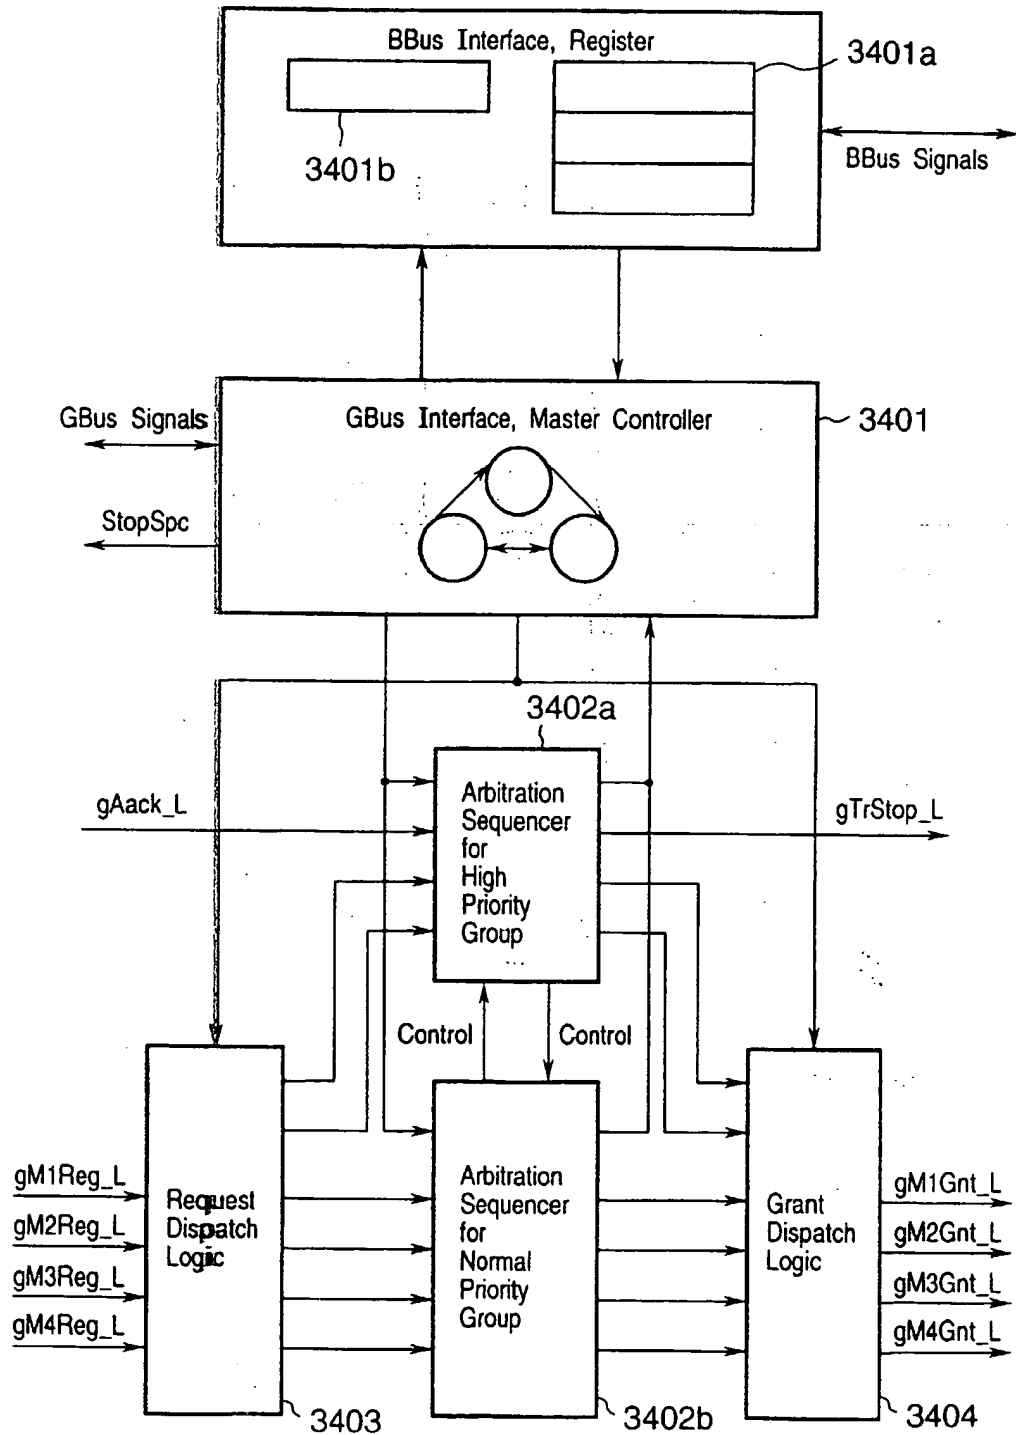 BBus Interface, Register
3401a
3401b
BBus Signals
GBus Signals
GBus Interface, Master Controller
3401
StopSpc
3402a
gAack_L
Arbitration
Sequencer
for
High
Priority
Group
gTrStop_L
Control
Control
gM1Reg_L
gM2Reg_L
gM3Reg_L
gM4Reg_L
Request
Dispatch
Logic
Arbitration
Sequencer
for
Normal
Priority
Group
Grant
Dispatch
Logic
gM1Gnt_L
gM2Gnt_L
gM3Gnt_L
gM4Gnt_L
3403
3402b
3404